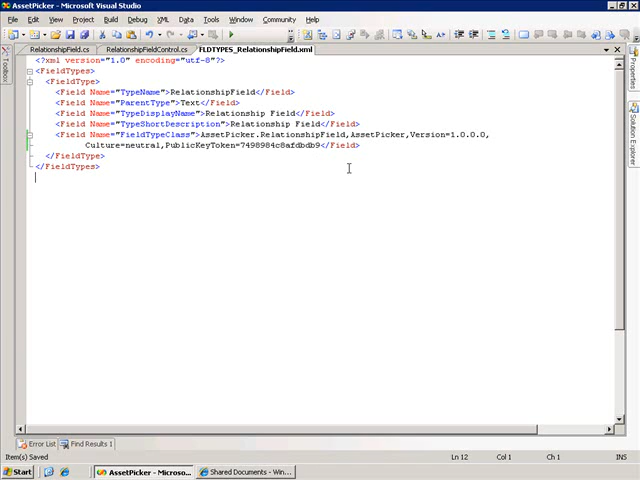 AssetPicker - Microsoft Visual Studio
File Edit View Project Build Debug XML Data Tools Window Community Help
RelationshipField.cs RelationshipFieldControl.cs FLDTYPES_RelationshipField.xml
Toolbox
Properties
Solution Explorer
<?xml version="1.0" encoding="utf-8"?>
<FieldTypes>
<FieldType>
<Field Name="TypeName">RelationshipField</Field>
<Field Name="ParentType">Text</Field>
<Field Name="TypeDisplayName">Relationship Field</Field>
<Field Name="TypeShortDescription">Relationship Field</Field>
<Field Name="FieldTypeClass">AssetPicker.RelationshipField,AssetPicker,Version=1.0.0.0,
Culture=neutral,PublicKeyToken=7498984c8afdbdb9</Field>
</FieldType>
</FieldTypes>
Error List Find Results 1
Item(s) Saved Ln 12 Col 1 Ch 1 INS
Start AssetPicker - Microso... Shared Documents - Win...